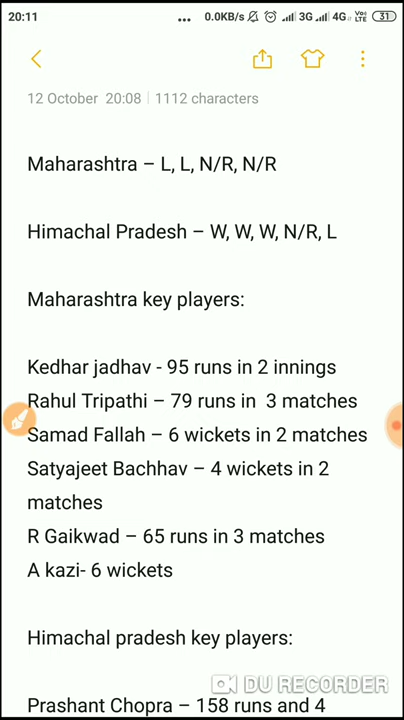 20:11
... 0.0KB/s 3G 4G Vo LTE 31
12 October 20:08 | 1112 characters
Maharashtra – L, L, N/R, N/R
Himachal Pradesh – W, W, W, N/R, L
Maharashtra key players:
Kedhar jadhav - 95 runs in 2 innings
Rahul Tripathi – 79 runs in 3 matches
Samad Fallah – 6 wickets in 2 matches
Satyajeet Bachhav – 4 wickets in 2
matches
R Gaikwad – 65 runs in 3 matches
A kazi- 6 wickets
Himachal pradesh key players:
DU RECORDER
Prashant Chopra – 158 runs and 4